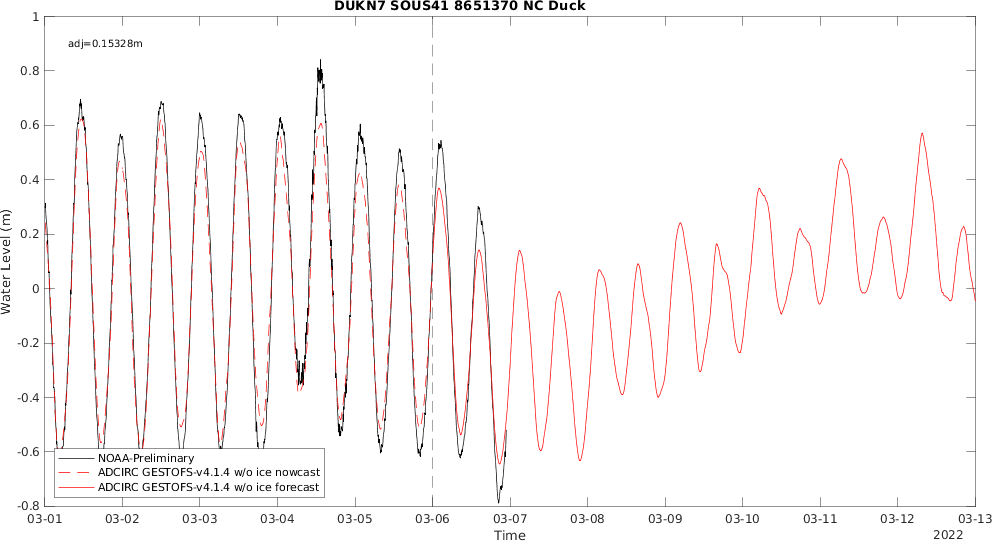 DUKN7 SOUS41 8651370 NC Duck
adj=0.15328m
1
0.8
0.6
0.4
0.2
0
-0.2
-0.4
-0.6
-0.8
Water Level (m)
NOAA-Preliminary
ADCIRC GESTOFS-v4.1.4 w/o ice nowcast
ADCIRC GESTOFS-v4.1.4 w/o ice forecast
03-01 03-02 03-03 03-04 03-05 03-06 03-07 03-08 03-09 03-10 03-11 03-12 03-13
Time
2022